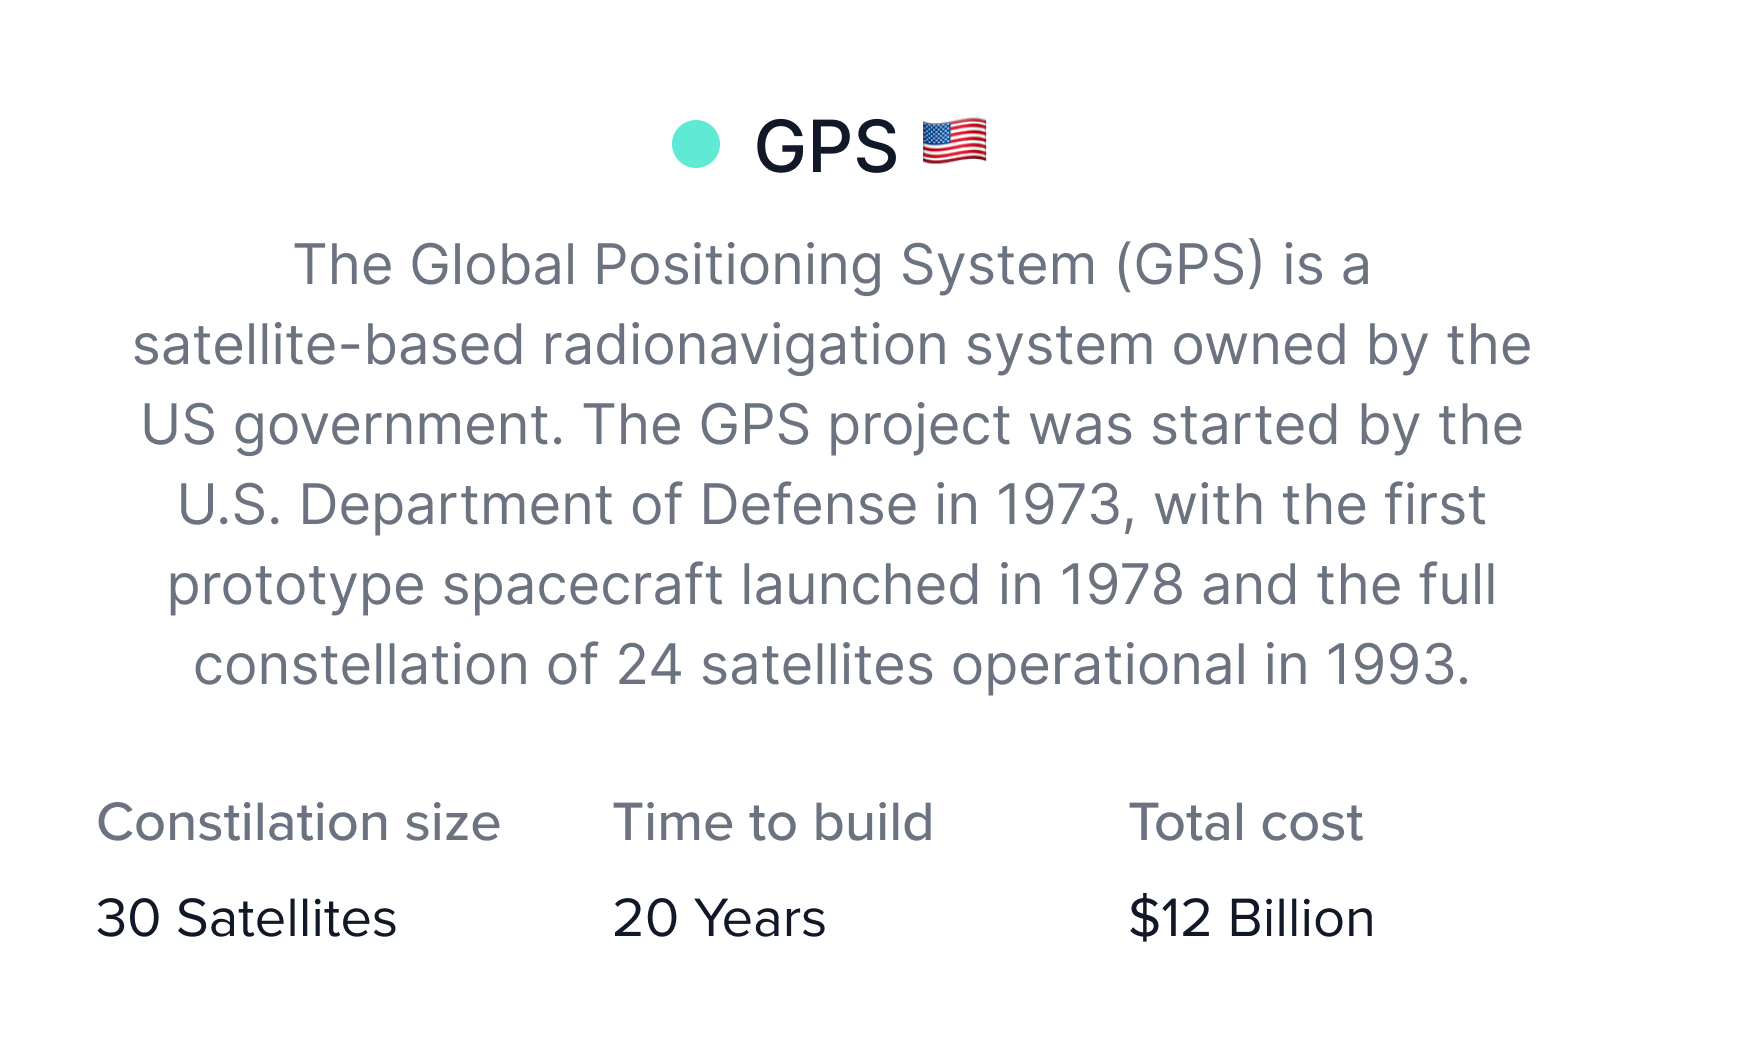 GPS 🇺🇸
The Global Positioning System (GPS) is a
satellite-based radionavigation system owned by the
US government. The GPS project was started by the
U.S. Department of Defense in 1973, with the first
prototype spacecraft launched in 1978 and the full
constellation of 24 satellites operational in 1993.
Constilation size
30 Satellites
Time to build
20 Years
Total cost
$12 Billion